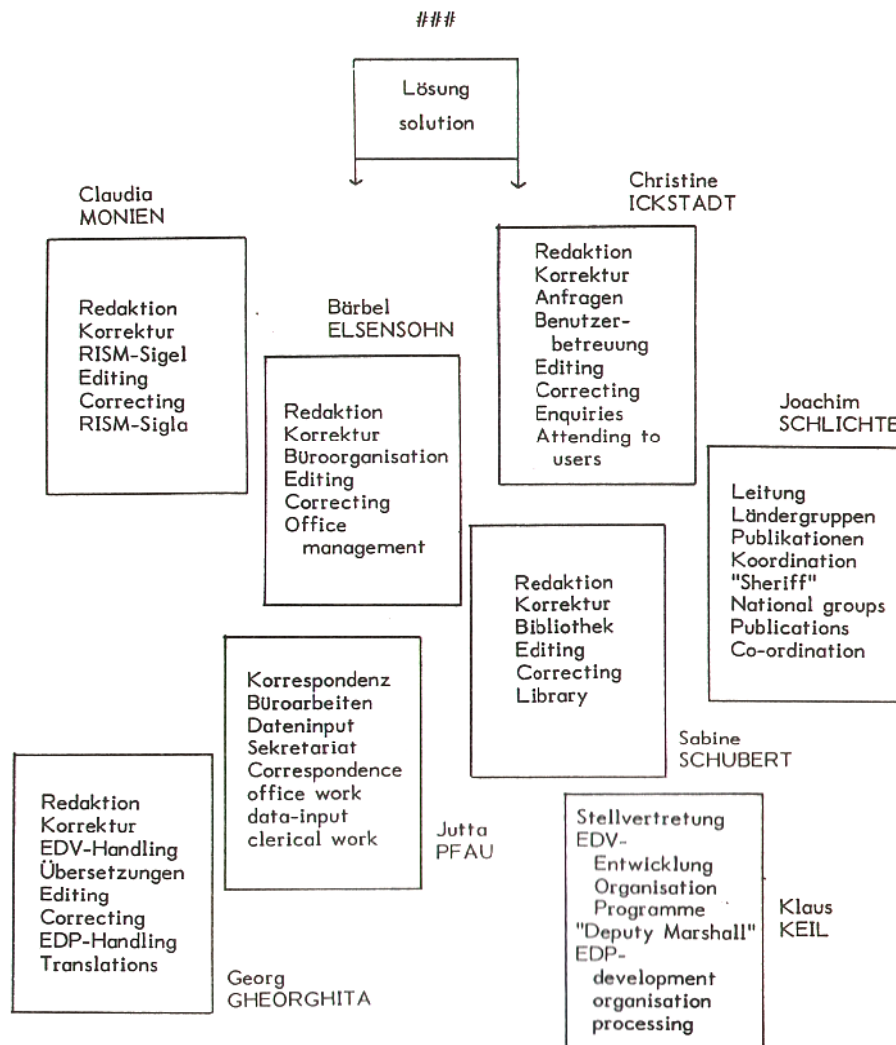 ###
Lösung
solution
Claudia
MONIEN
Redaktion
Korrektur
RISM-Sigel
Editing
Correcting
RISM-Sigla
Bärbel
ELSENSOHN
Redaktion
Korrektur
Büroorganisation
Editing
Correcting
Office
management
Christine
ICKSTADT
Redaktion
Korrektur
Anfragen
Benutzer-
betreuung
Editing
Correcting
Enquiries
Attending to
users
Joachim
SCHLICHTE
Leitung
Ländergruppen
Publikationen
Koordination
"Sheriff"
National groups
Publications
Co-ordination
Redaktion
Korrektur
Bibliothek
Editing
Correcting
Library
Sabine
SCHUBERT
Korrespondenz
Büroarbeiten
Dateninput
Sekretariat
Correspondence
office work
data-input
clerical work
Jutta
PFAU
Redaktion
Korrektur
EDV-Handling
Übersetzungen
Editing
Correcting
EDP-Handling
Translations
Georg
GHEORGHITA
Stellvertretung
EDV-
Entwicklung
Organisation
Programme
"Deputy Marshall"
EDP-
development
organisation
processing
Klaus
KEIL